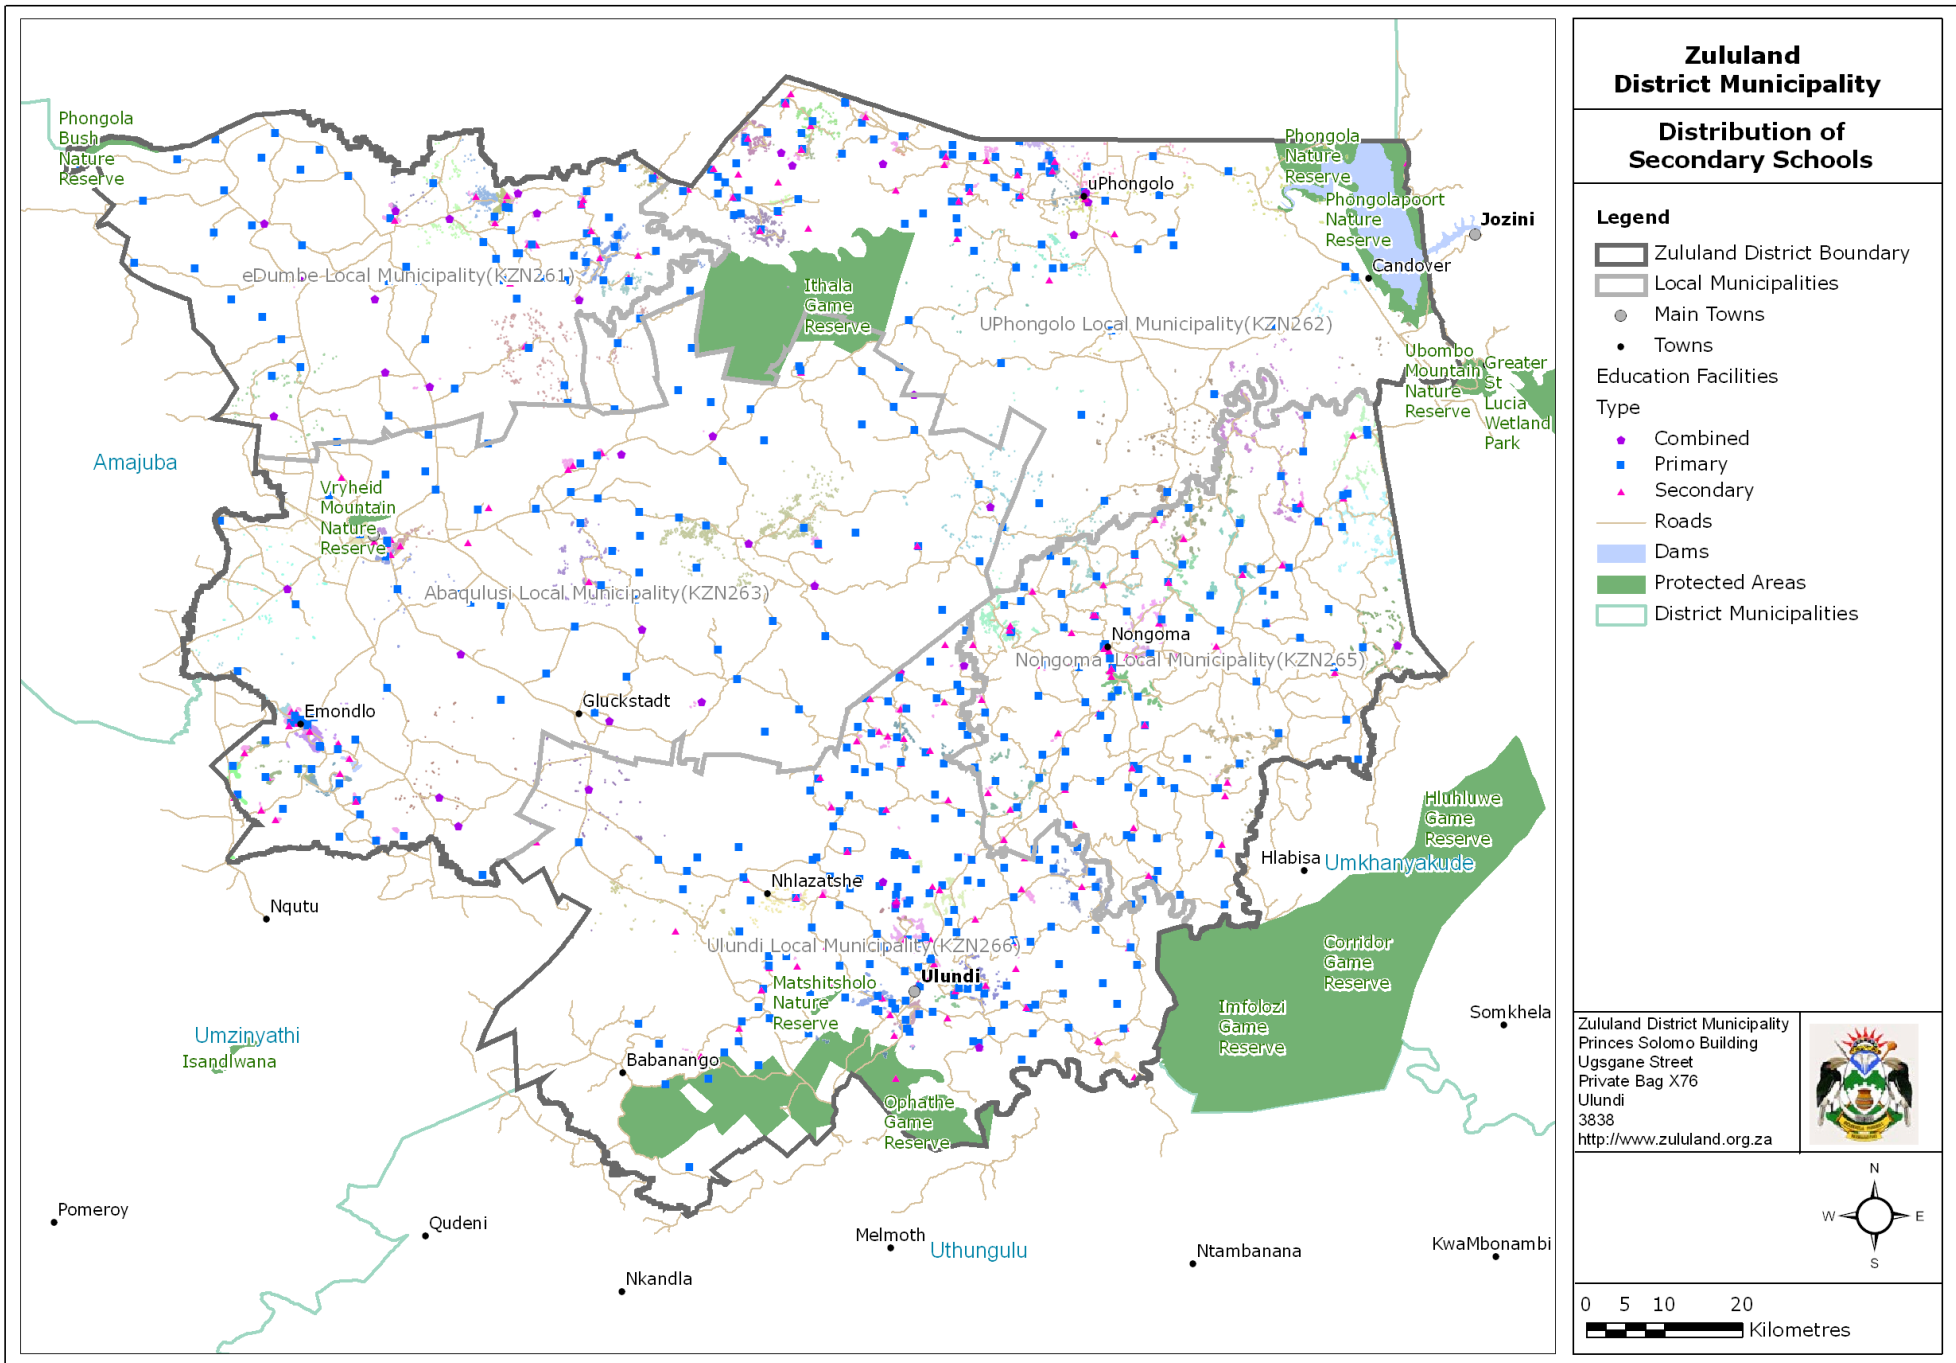 Zululand
District Municipality
Distribution of
Secondary Schools
Legend
Zululand District Boundary
Local Municipalities
Main Towns
Towns
Education Facilities
Type
Combined
Primary
Secondary
Roads
Dams
Protected Areas
District Municipalities
Zululand District Municipality
Princes Solomo Building
Ugsgane Street
Private Bag X76
Ulundi
3838
http://www.zululand.org.za
N
W
E
S
0 5 10 20
Kilometres
Phongola
Bush
Nature
Reserve
Phongola
Nature
Reserve
uPhongolo
Phongolapoort
Nature
Reserve
Jozini
Candover
eDumbe Local Municipality(KZN261)
Ithala
Game
Reserve
UPhongolo Local Municipality(KZN262)
Ubombo
Mountain
Nature
Reserve
Greater
St
Lucia
Wetland
Park
Amajuba
Vryheid
Mountain
Nature
Reserve
Abaqulusi Local Municipality(KZN263)
Nongoma
Nongoma Local Municipality(KZN265)
Emondlo
Gluckstadt
Hluhluwe
Game
Reserve
Hlabisa
Umkhanyakude
Nhlazatshe
Nqutu
Ulundi Local Municipality(KZN266)
Corridor
Game
Reserve
Ulundi
Matshitsholo
Nature
Reserve
Imfolozi
Game
Reserve
Somkhela
Umzinyathi
Isandlwana
Babanango
Ophathe
Game
Reserve
Pomeroy
Qudeni
Melmoth
Uthungulu
Ntambanana
KwaMbonambi
Nkandla